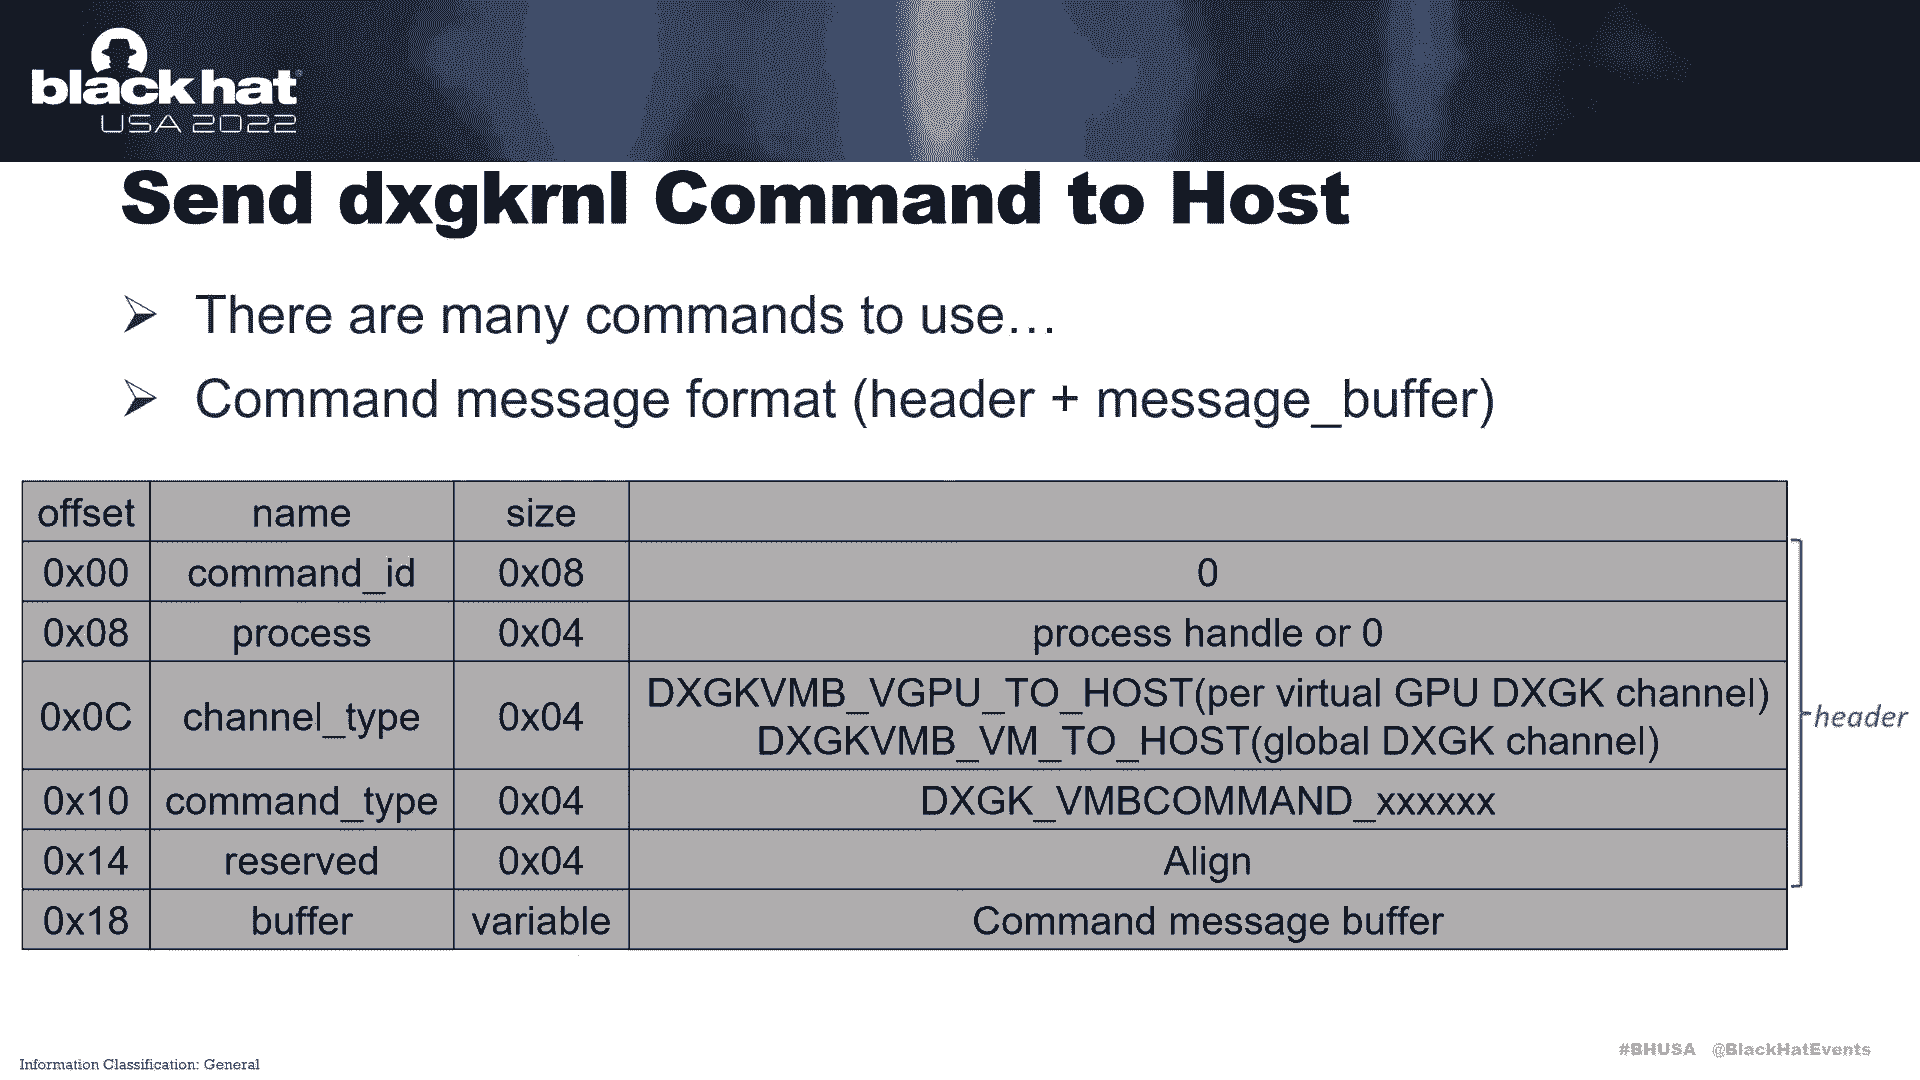 black hat
USA 2022
Send dxgkrnl Command to Host
There are many commands to use…
Command message format (header + message_buffer)
offset name size
0x00 command_id 0x08 0
0x08 process 0x04 process handle or 0
0x0C channel_type 0x04 DXGKVMB_VGPU_TO_HOST(per virtual GPU DXGK channel)
DXGKVMB_VM_TO_HOST(global DXGK channel)
header
0x10 command_type 0x04 DXGK_VMBCOMMAND_xxxxxx
0x14 reserved 0x04 Align
0x18 buffer variable Command message buffer
Information Classification: General
#BHUSA @BlackHatEvents